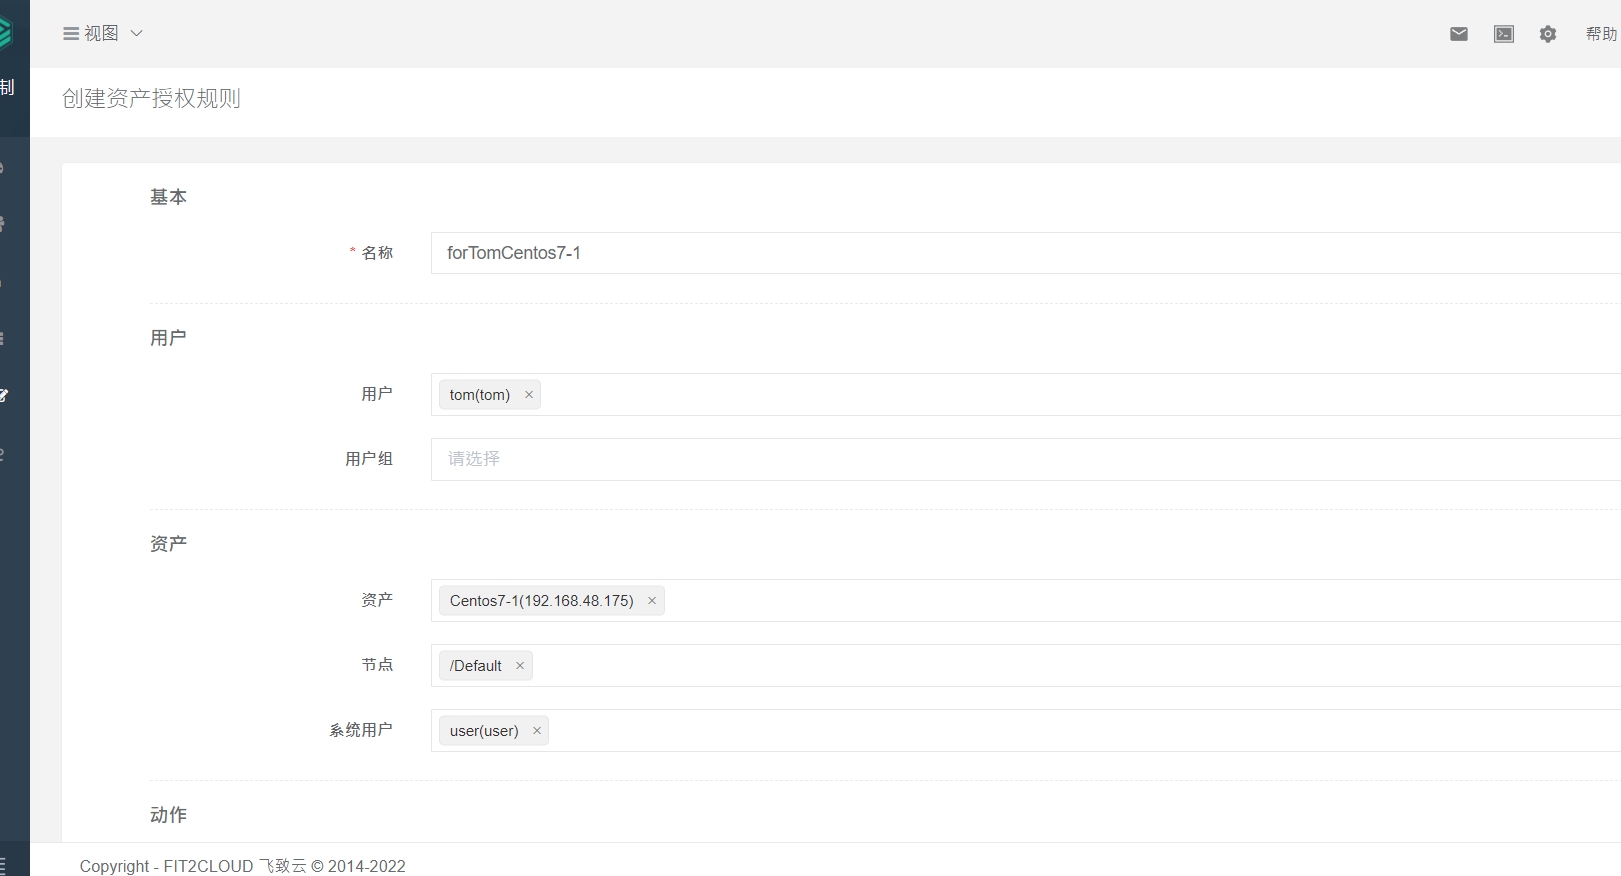 视图
帮助
制
创建资产授权规则
基本
* 名称 forTomCentos7-1
用户
用户 tom(tom) ×
用户组 请选择
资产
资产 Centos7-1(192.168.48.175) ×
节点 /Default ×
系统用户 user(user) ×
动作
Copyright - FIT2CLOUD 飞致云 © 2014-2022